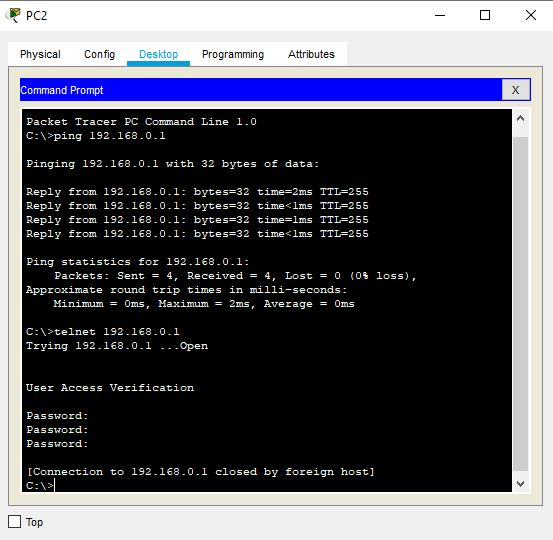 PC2
Physical Config Desktop Programming Attributes
Command Prompt
X
Packet Tracer PC Command Line 1.0
C:\>ping 192.168.0.1
Pinging 192.168.0.1 with 32 bytes of data:
Reply from 192.168.0.1: bytes=32 time=2ms TTL=255
Reply from 192.168.0.1: bytes=32 time<1ms TTL=255
Reply from 192.168.0.1: bytes=32 time=1ms TTL=255
Reply from 192.168.0.1: bytes=32 time<1ms TTL=255
Ping statistics for 192.168.0.1:
    Packets: Sent = 4, Received = 4, Lost = 0 (0% loss),
Approximate round trip times in milli-seconds:
    Minimum = 0ms, Maximum = 2ms, Average = 0ms
C:\>telnet 192.168.0.1
Trying 192.168.0.1 ...Open
User Access Verification
Password:
Password:
Password:
[Connection to 192.168.0.1 closed by foreign host]
C:\>
Top